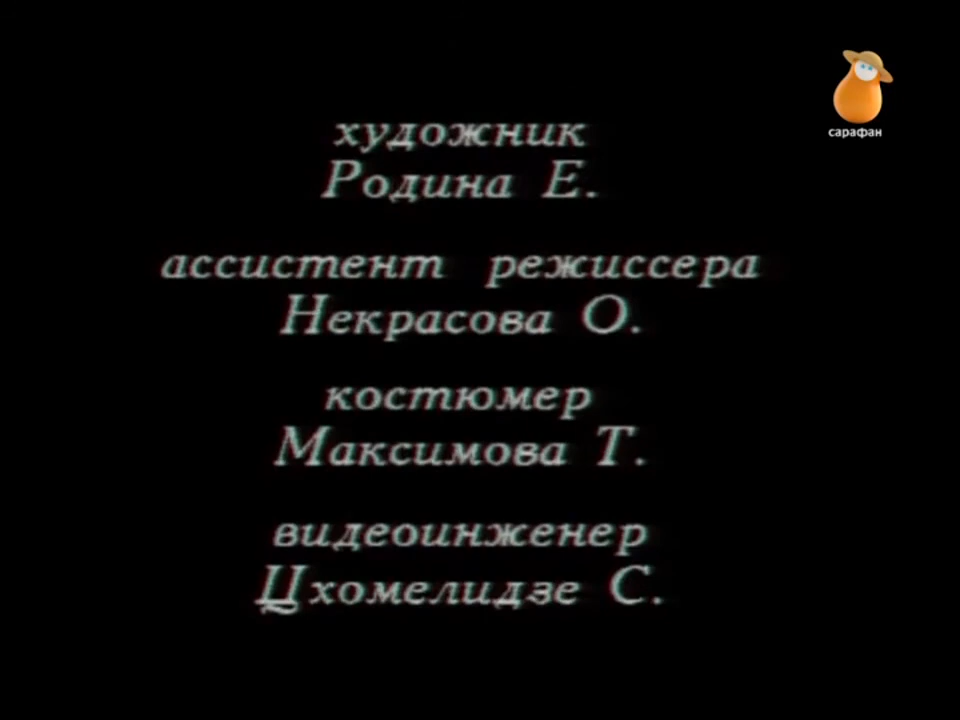 сарафан
художник
Родина Е.
ассистент режиссера
Некрасова О.
костюмер
Максимова Т.
видеоинженер
Цхомелидзе С.